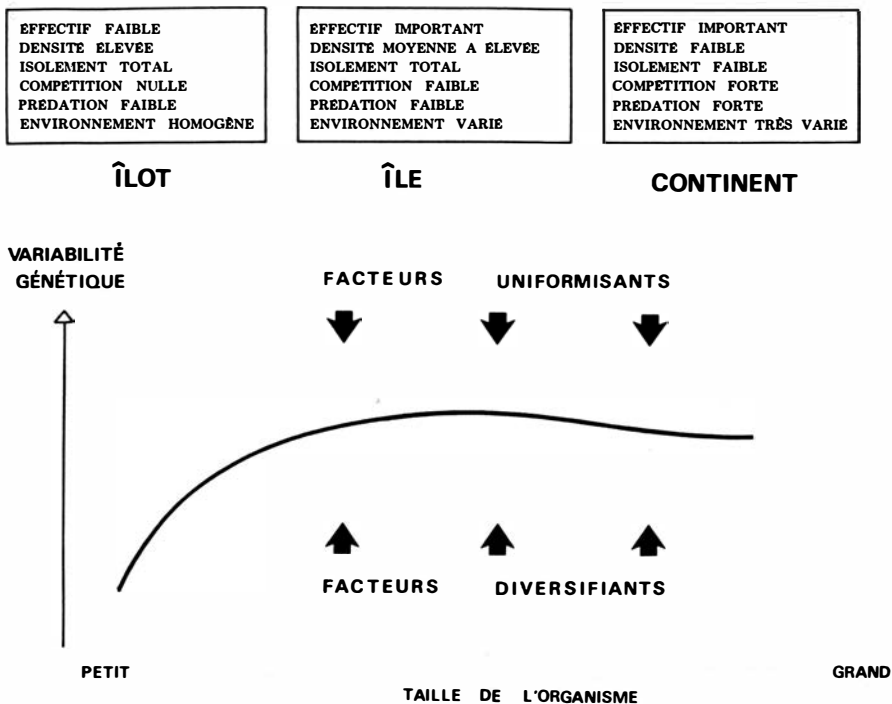 EFFECTIF FAIBLE
DENSITÉ ÉLEVÉE
ISOLEMENT TOTAL
COMPÉTITION NULLE
PRÉDATION FAIBLE
ENVIRONNEMENT HOMOGÈNE
ÎLOT
EFFECTIF IMPORTANT
DENSITÉ MOYENNE A ÉLEVÉE
ISOLEMENT TOTAL
COMPÉTITION FAIBLE
PRÉDATION FAIBLE
ENVIRONNEMENT VARIÉ
ÎLE
EFFECTIF IMPORTANT
DENSITÉ FAIBLE
ISOLEMENT FAIBLE
COMPÉTITION FORTE
PRÉDATION FORTE
ENVIRONNEMENT TRÈS VARIÉ
CONTINENT
VARIABILITÉ
GÉNÉTIQUE
FACTEURS UNIFORMISANTS
FACTEURS DIVERSIFIANTS
PETIT
GRAND
TAILLE DE L'ORGANISME